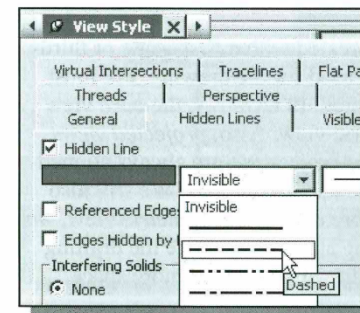 View Style
Virtual Intersections Tracelines Flat Pa
Threads Perspective
General Hidden Lines Visible
Hidden Line
Invisible
Referenced Edge
Invisible
Edges Hidden by
Interfering Solids
None
Dashed